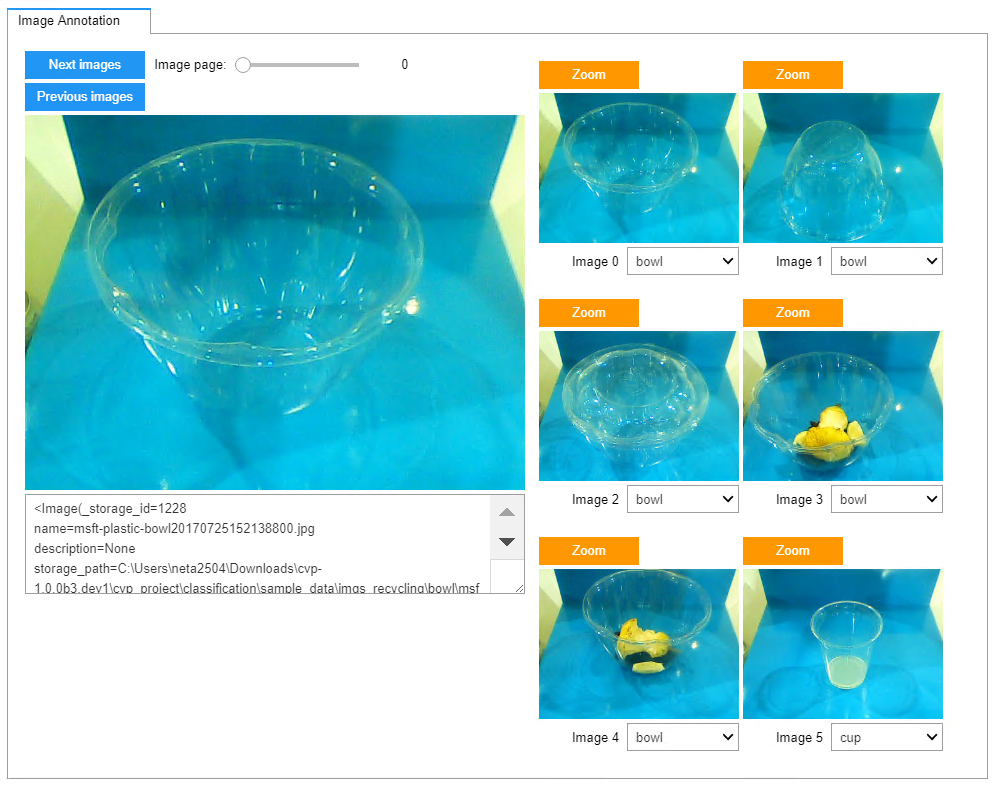 Image Annotation
Next images
Image page:
0
Previous images
<Image(_storage_id=1228
name=msft-plastic-bowl20170725152138800.jpg
description=None
storage_path=C:\Users\neta2504\Downloads\cvp-
1.0.0b3.dev1\cvp_project\classification\sample_data\imgs_recycling\bowl\msf
Zoom
Zoom
Image 0
bowl
Image 1
bowl
Zoom
Zoom
Image 2
bowl
Image 3
bowl
Zoom
Zoom
Image 4
bowl
Image 5
cup